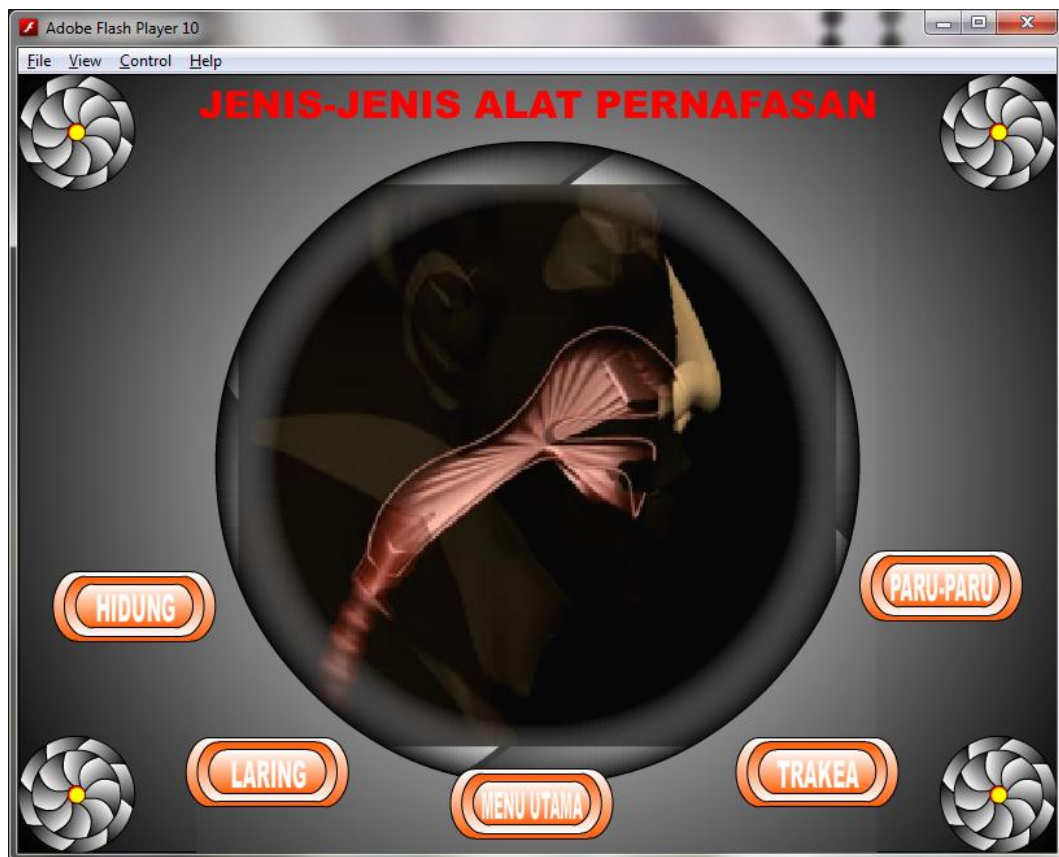 Adobe Flash Player 10
File View Control Help
JENIS-JENIS ALAT PERNAFASAN
HIDUNG
PARU-PARU
LARING
TRAKEA
MENU UTAMA